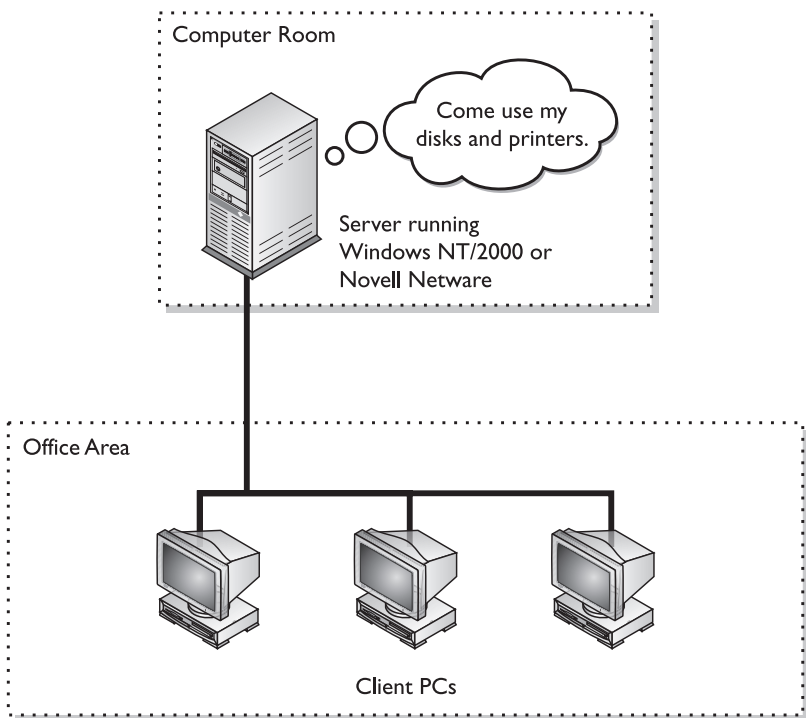 Computer Room
Come use my
disks and printers.
Server running
Windows NT/2000 or
Novell Netware
Office Area
Client PCs